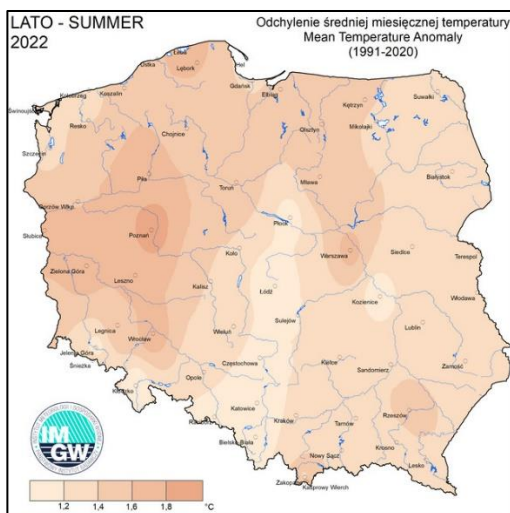 LATO - SUMMER
2022
Odchylenie średniej miesięcznej temperatury
Mean Temperature Anomaly
(1991-2020)
Łeba
Ustka
Lębork
Hel
Kołobrzeg
Koszalin
Gdańsk
Elbląg
Kętrzyn
Suwałki
Świnoujście
Resko
Chojnice
Olsztyn
Mikołajki
Szczecin
Piła
Toruń
Mława
Białystok
Gorzów Wlkp.
Płock
Słubice
Poznań
Koło
Warszawa
Siedlce
Terespol
Zielona Góra
Leszno
Kalisz
Łódź
Kozienice
Włodawa
Legnica
Wrocław
Wieluń
Sulejów
Lublin
Jelenia Góra
Śnieżka
Opole
Częstochowa
Kielce
Sandomierz
Zamość
Kłodzko
Katowice
Kraków
Tarnów
Rzeszów
Racibórz
Bielsko Biała
Nowy Sącz
Krosno
Lesko
Zakopane
Kasprowy Wierch
IM
GW
1,2 1,4 1,6 1,8 °C